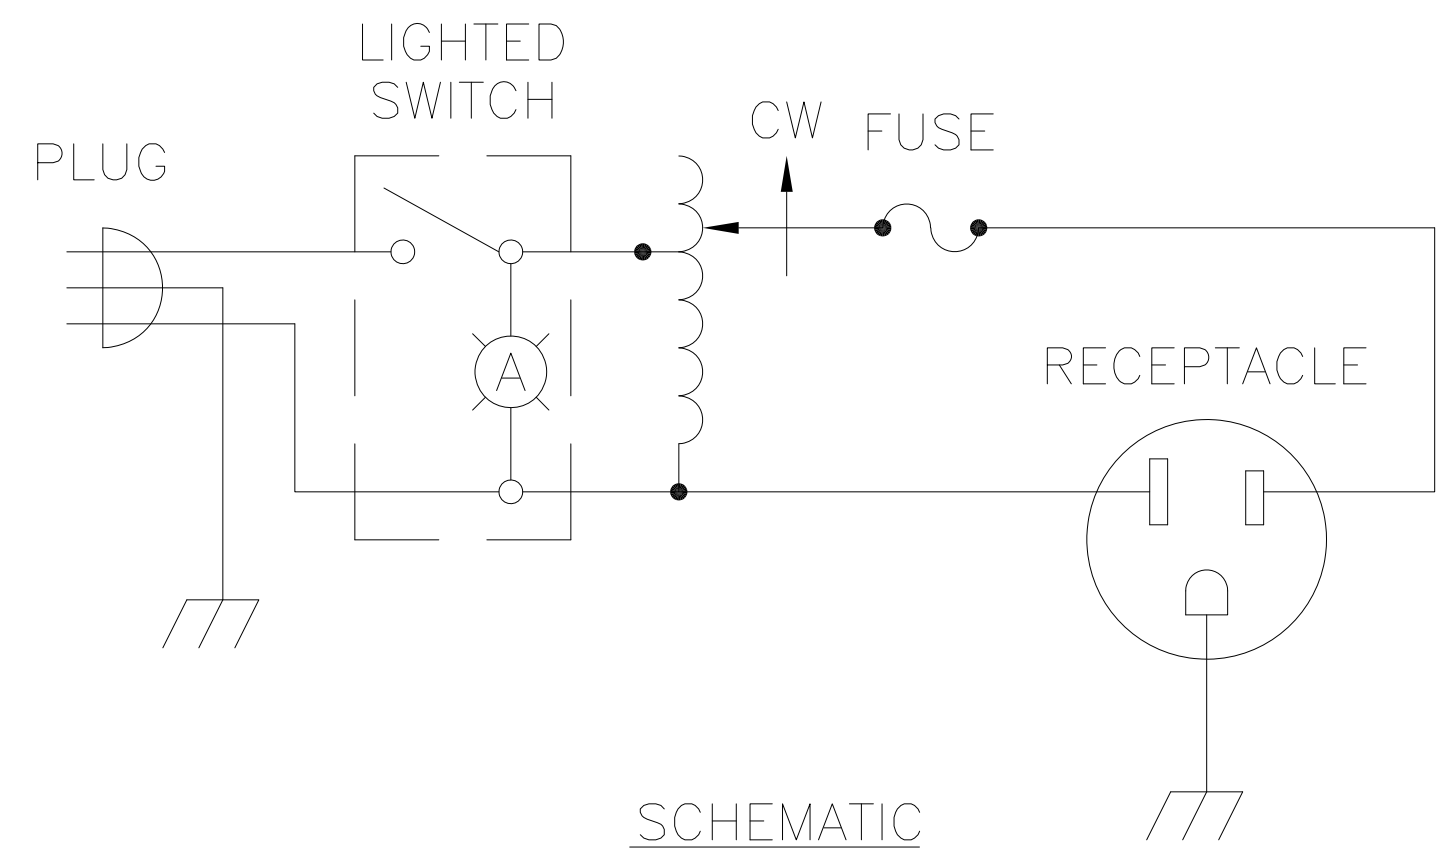 LIGHTED
SWITCH
CW
FUSE
PLUG
A
RECEPTACLE
SCHEMATIC